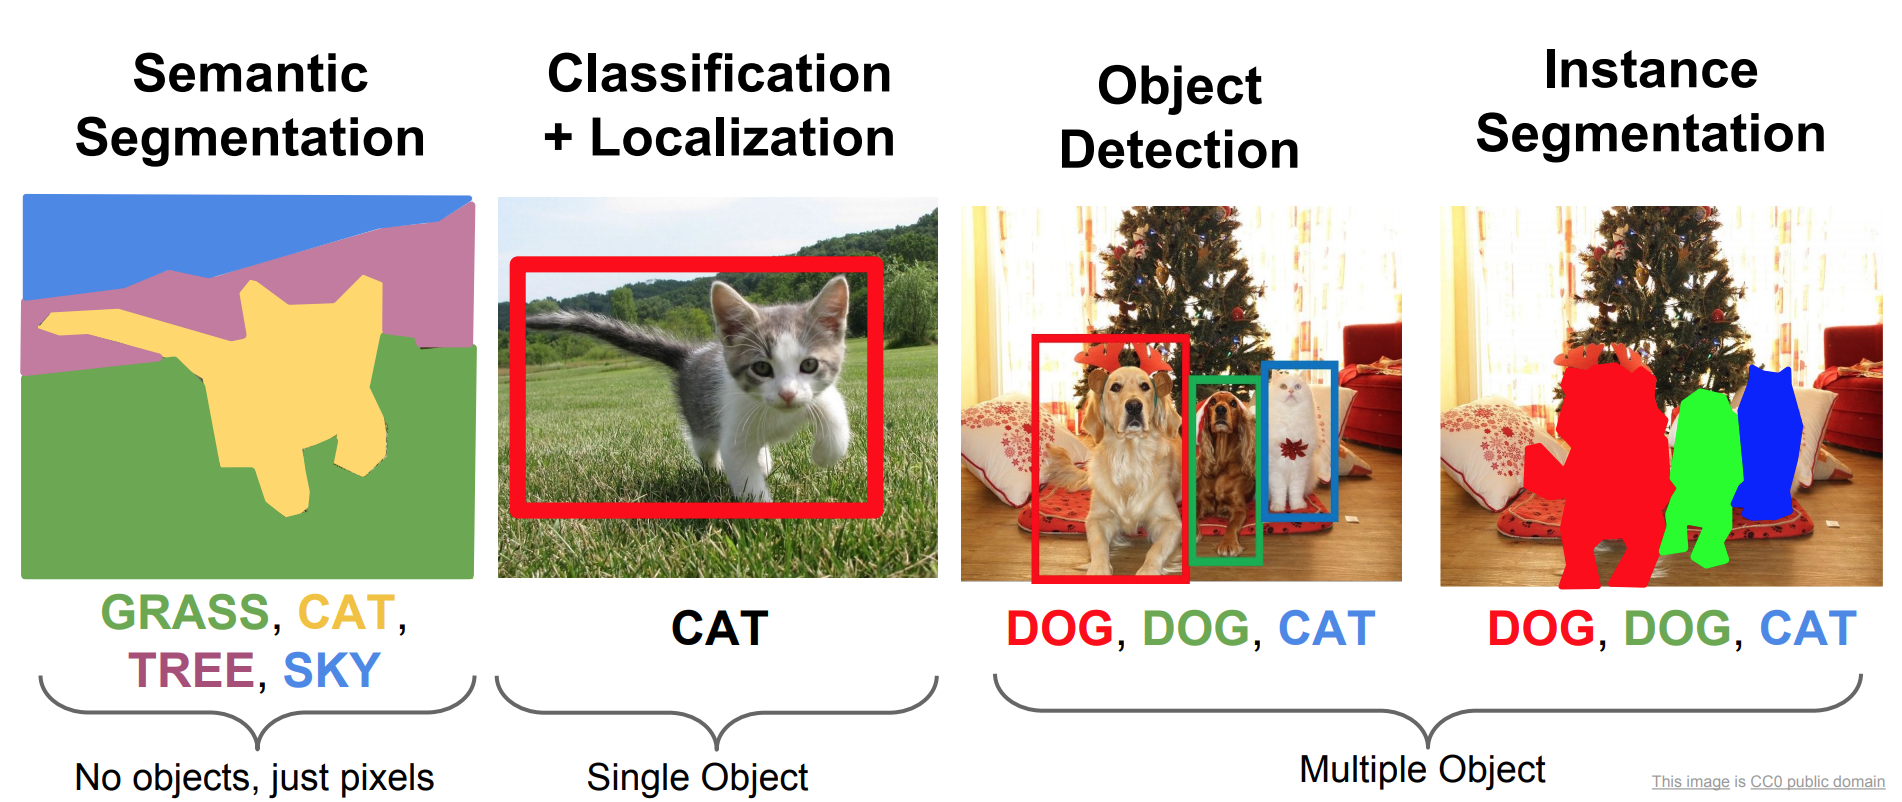 Semantic
Segmentation
Classification
+ Localization
Object
Detection
Instance
Segmentation
GRASS, CAT,
TREE, SKY
CAT
DOG, DOG, CAT
DOG, DOG, CAT
No objects, just pixels
Single Object
Multiple Object
This image is CC0 public domain